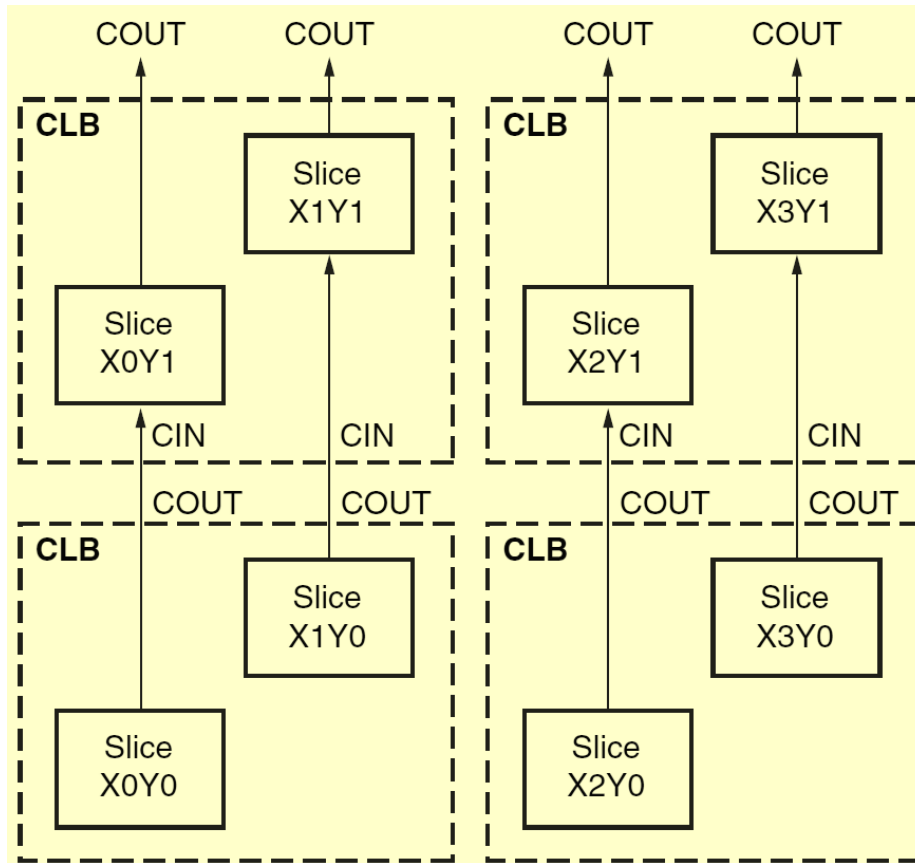 COUT COUT COUT COUT
CLB CLB
Slice
X1Y1
Slice
X3Y1
Slice
X0Y1
Slice
X2Y1
CIN CIN CIN CIN
COUT COUT COUT COUT
CLB CLB
Slice
X1Y0
Slice
X3Y0
Slice
X0Y0
Slice
X2Y0